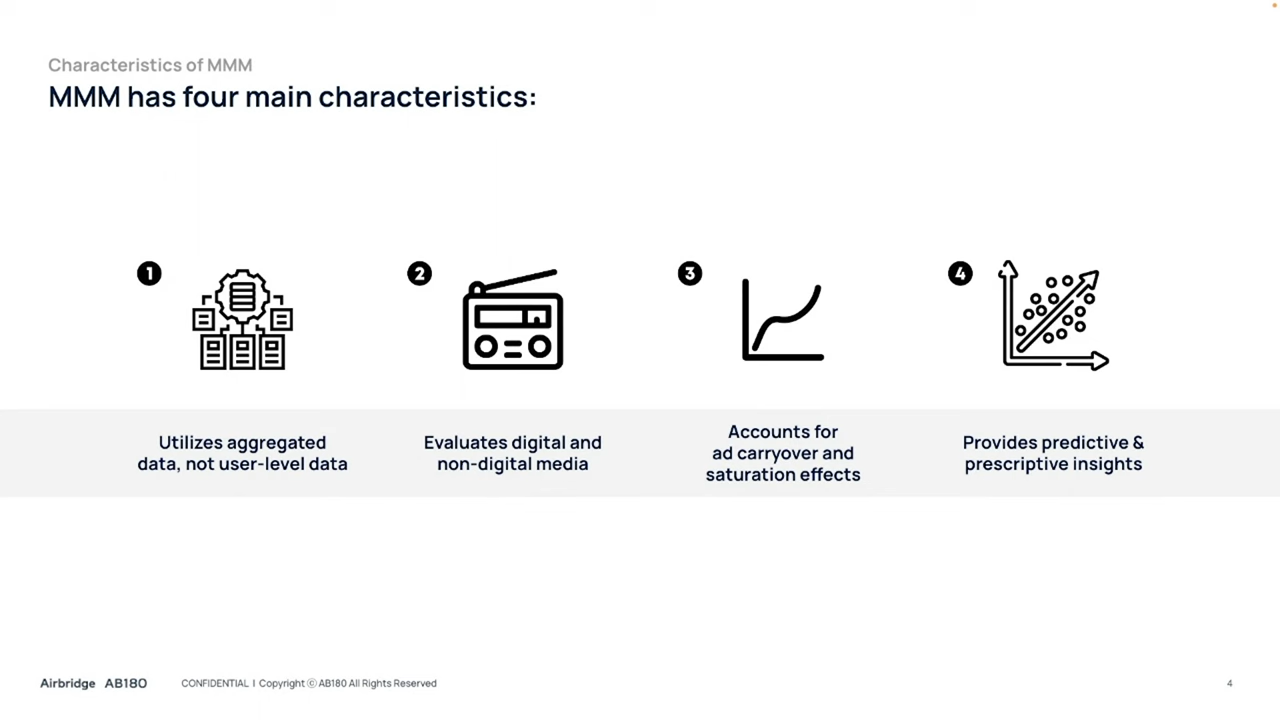 Characteristics of MMM
MMM has four main characteristics:
1
2
3
4
Utilizes aggregated
data, not user-level data
Evaluates digital and
non-digital media
Accounts for
ad carryover and
saturation effects
Provides predictive &
prescriptive insights
Airbridge AB180 CONFIDENTIAL | Copyright ⓒ AB180 All Rights Reserved
4